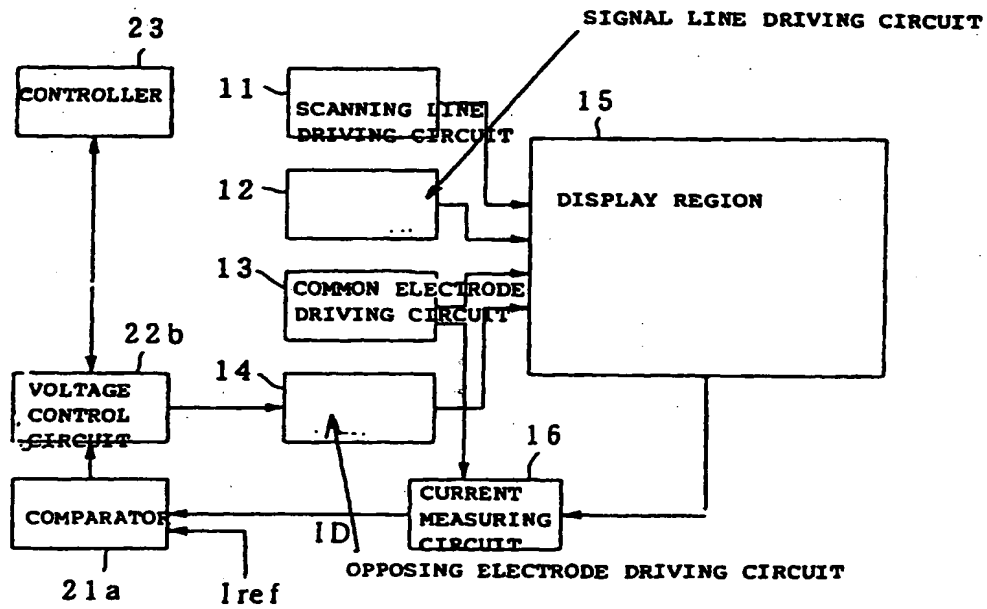 SIGNAL LINE DRIVING CIRCUIT
23
CONTROLLER
11
SCANNING LINE
DRIVING CIRCUIT
15
DISPLAY REGION
12
13
COMMON ELECTRODE
DRIVING CIRCUIT
22b
VOLTAGE
CONTROL
CIRCUIT
14
16
CURRENT
MEASURING
CIRCUIT
COMPARATOR
ID
OPPOSING ELECTRODE DRIVING CIRCUIT
21a
Iref